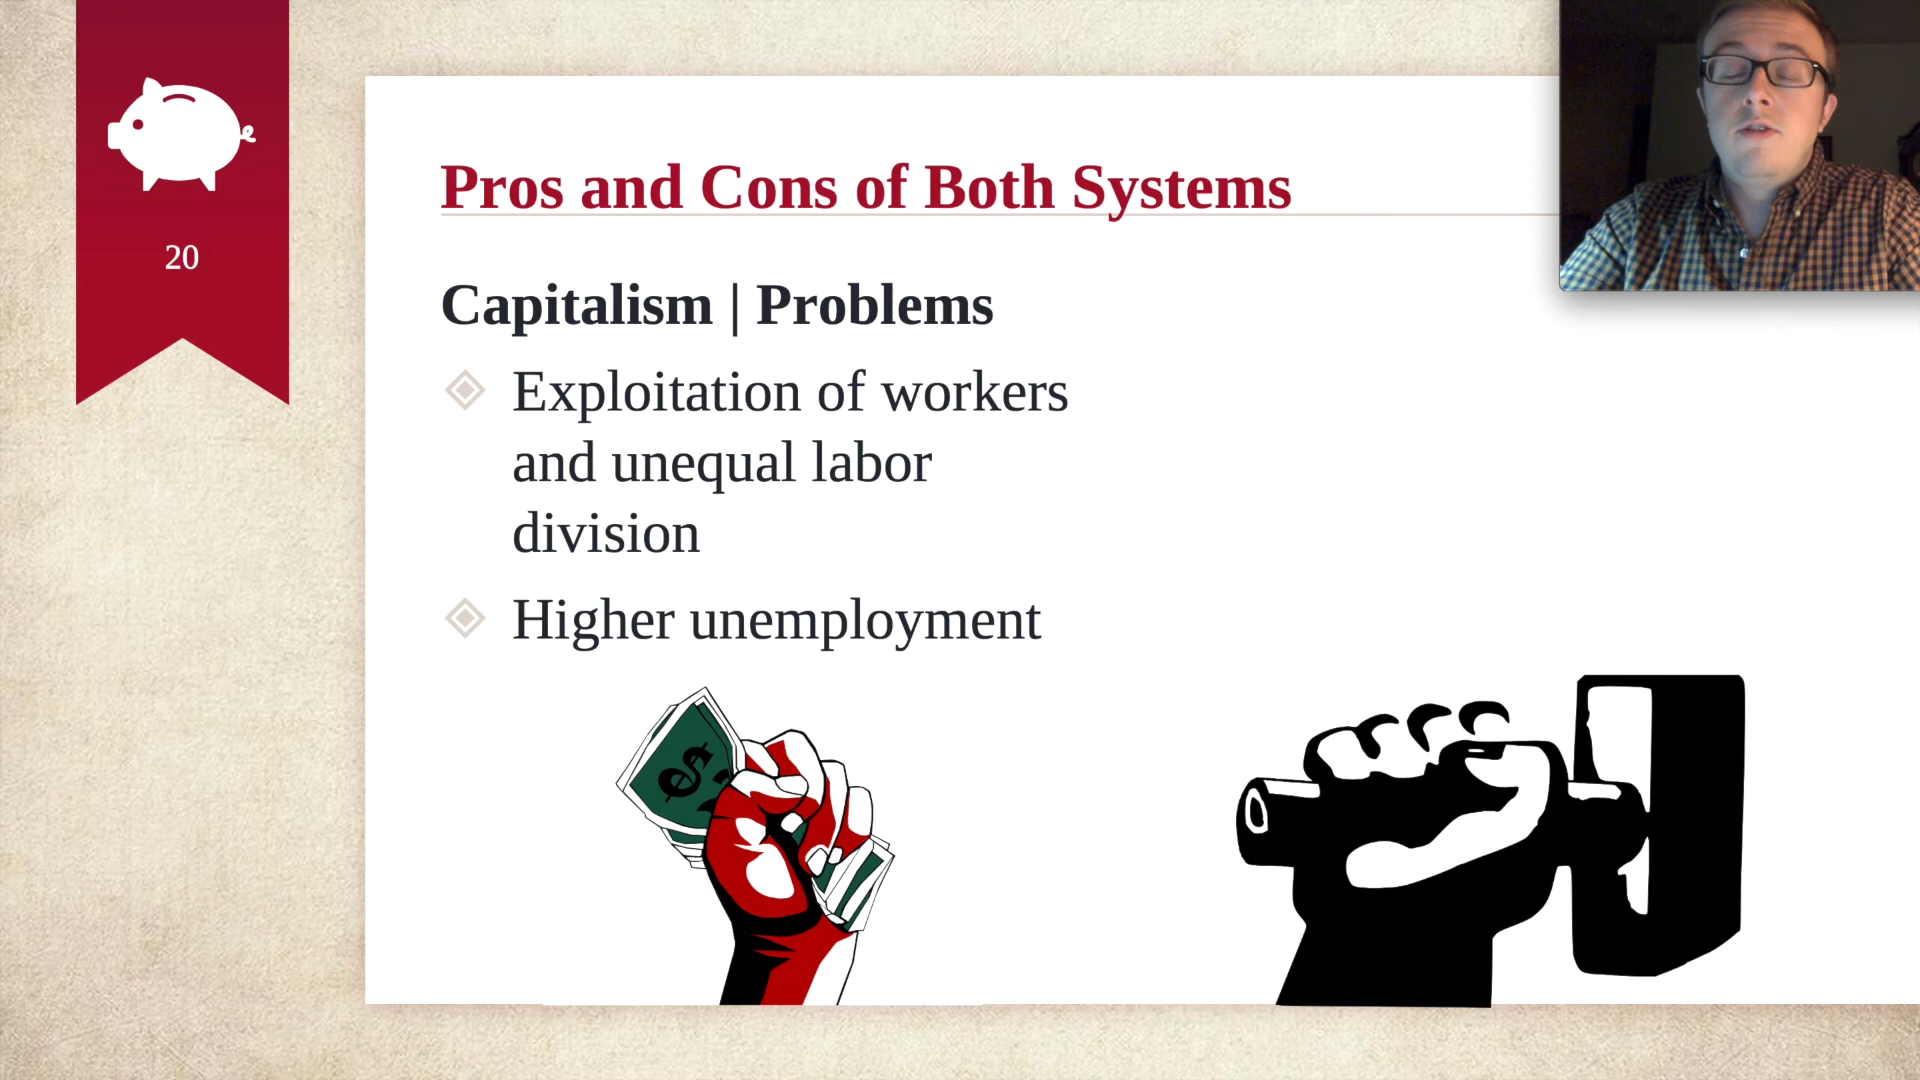 20
Pros and Cons of Both Systems
Capitalism | Problems
Exploitation of workers
and unequal labor
division
Higher unemployment
$